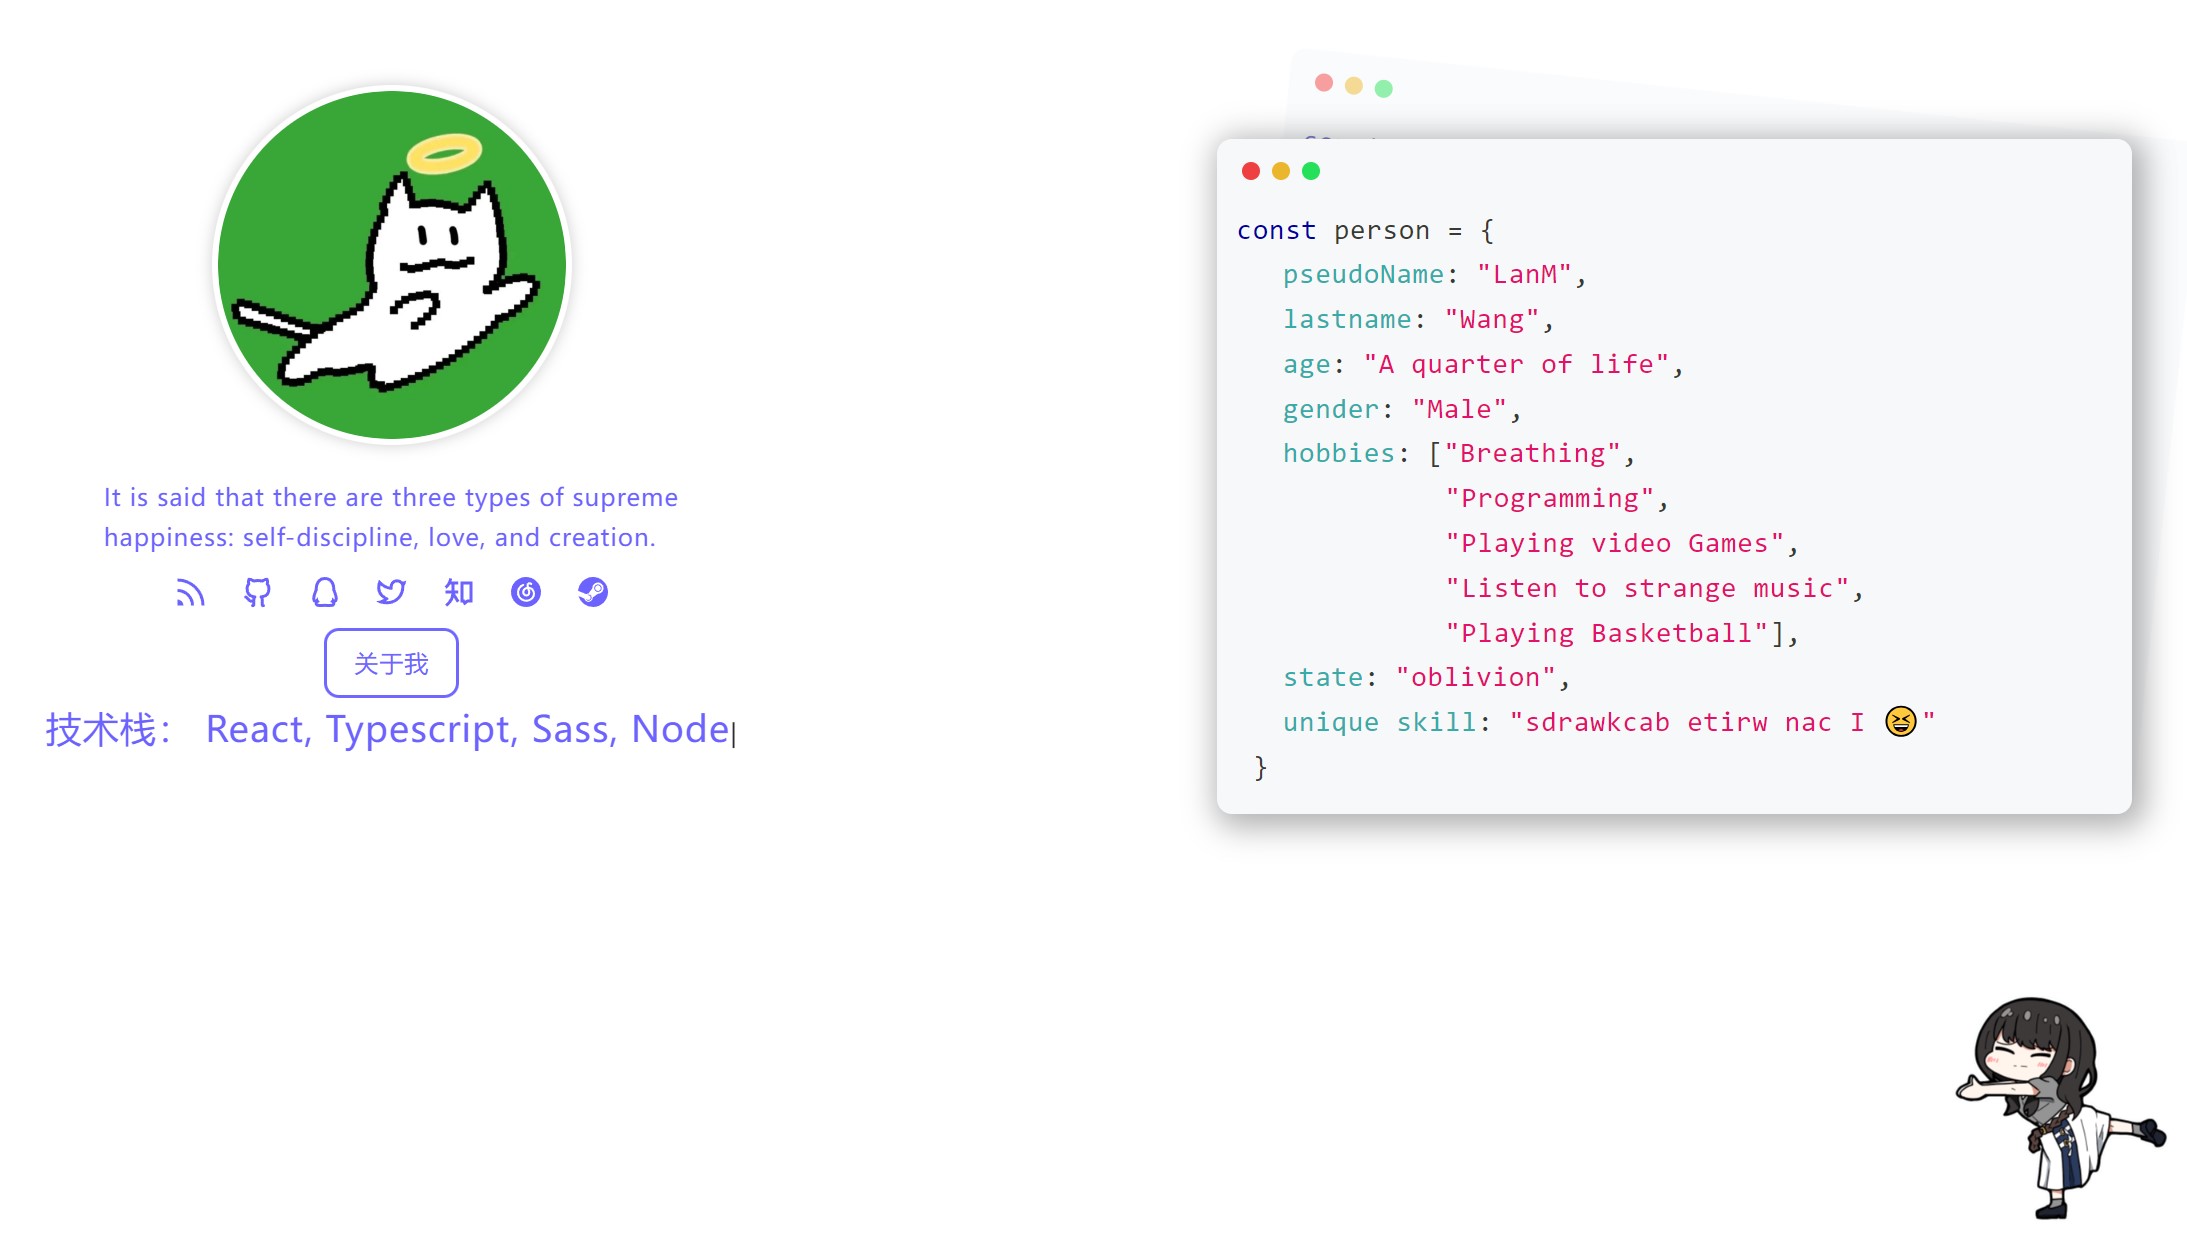 It is said that there are three types of supreme
happiness: self-discipline, love, and creation.
知
关于我
技术栈： React, Typescript, Sass, Node
const person = {
pseudoName: "LanM",
lastname: "Wang",
age: "A quarter of life",
gender: "Male",
hobbies: ["Breathing",
"Programming",
"Playing video Games",
"Listen to strange music",
"Playing Basketball"],
state: "oblivion",
unique skill: "sdrawkcab etirw nac I 😆"
}